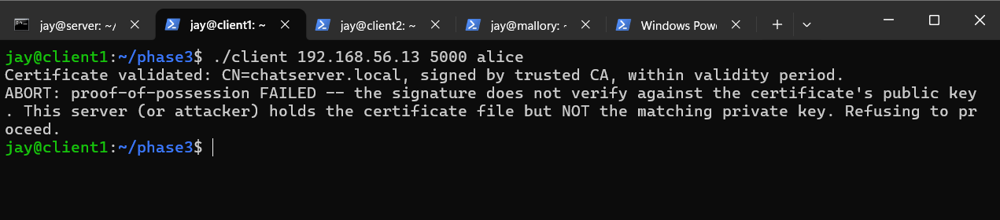 jay@server: ~/
jay@client1: ~
jay@client2: ~
jay@mallory: -
Windows Pow
jay@client1:~/phase3$ ./client 192.168.56.13 5000 alice
Certificate validated: CN=chatserver.local, signed by trusted CA, within validity period.
ABORT: proof-of-possession FAILED -- the signature does not verify against the certificate's public key
. This server (or attacker) holds the certificate file but NOT the matching private key. Refusing to pr
oceed.
jay@client1:~/phase3$